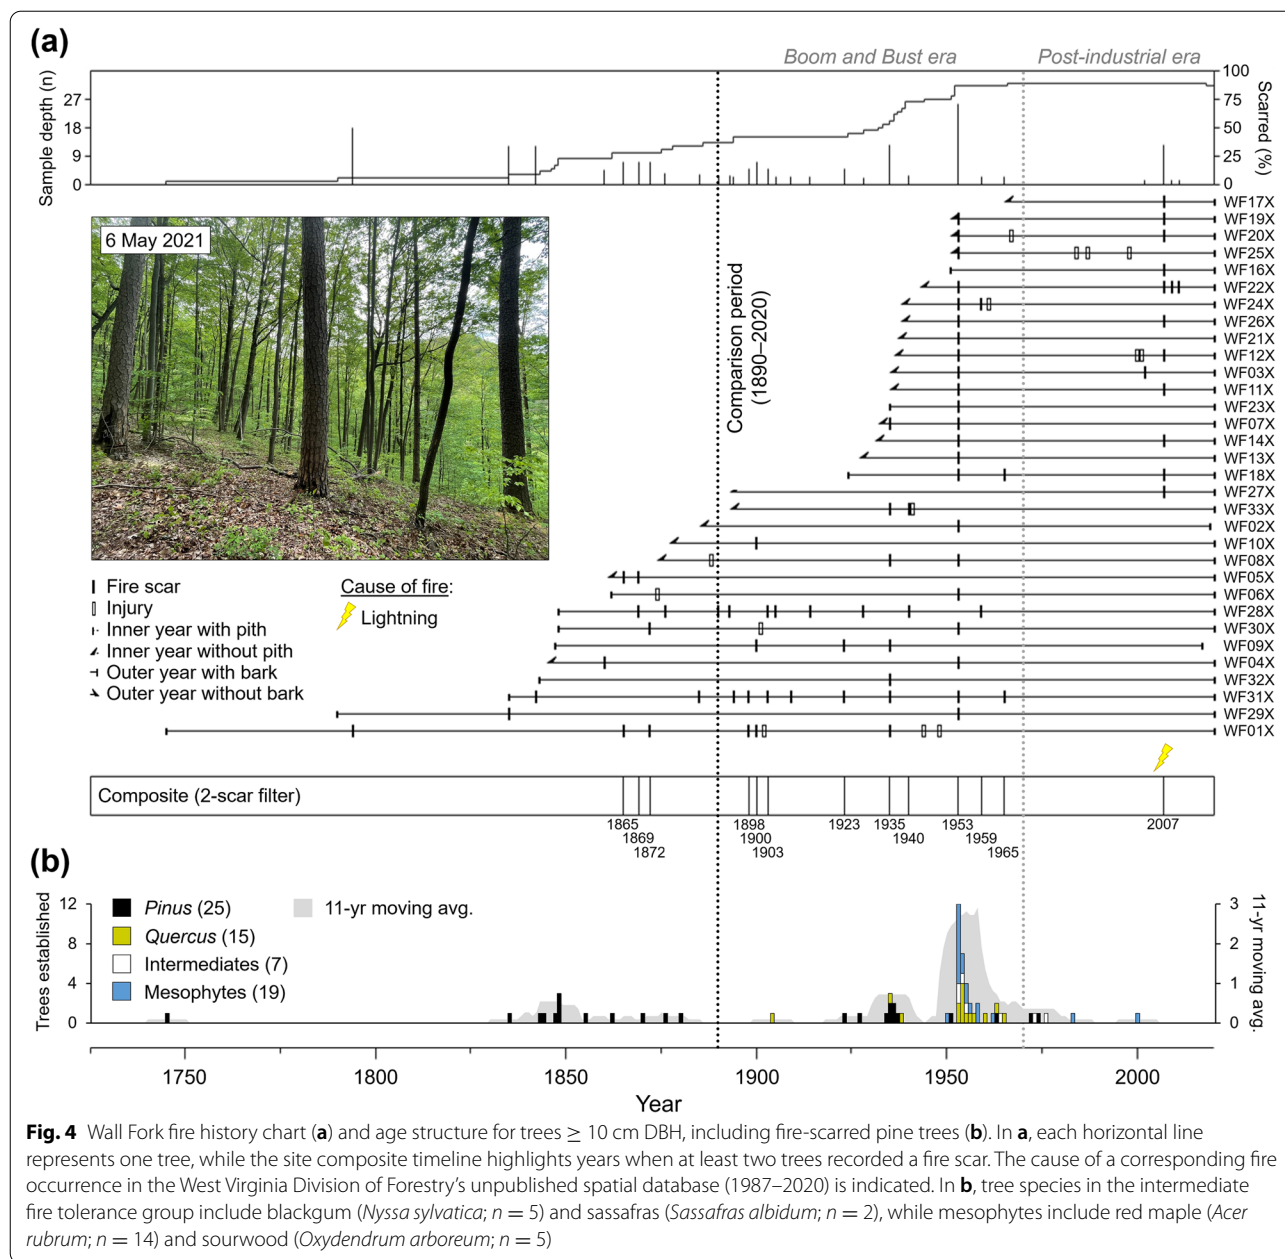 (a)
Boom and Bust era
Post-industrial era
Sample depth (n)
27
18
9
0
100
75
50
25
0
Scarred (%)
6 May 2021
Comparison period
(1890–2020)
WF17X
WF19X
WF20X
WF25X
WF16X
WF22X
WF24X
WF26X
WF21X
WF12X
WF03X
WF11X
WF23X
WF07X
WF14X
WF13X
WF18X
WF27X
WF33X
WF02X
WF10X
WF08X
WF05X
WF06X
WF28X
WF30X
WF09X
WF04X
WF32X
WF31X
WF29X
WF01X
Fire scar
Injury
Inner year with pith
Inner year without pith
Outer year with bark
Outer year without bark
Cause of fire:
Lightning
Composite (2-scar filter)
1865
1869
1872
1898
1900
1903
1923
1935
1940
1953
1959
1965
2007
(b)
Trees established
12
8
4
0
Pinus (25)
Quercus (15)
Intermediates (7)
Mesophytes (19)
11-yr moving avg.
3
2
1
0
11-yr moving avg.
1750
1800
1850
1900
1950
2000
Year
Fig. 4 Wall Fork fire history chart (a) and age structure for trees ≥ 10 cm DBH, including fire-scarred pine trees (b). In a, each horizontal line
represents one tree, while the site composite timeline highlights years when at least two trees recorded a fire scar. The cause of a corresponding fire
occurrence in the West Virginia Division of Forestry's unpublished spatial database (1987–2020) is indicated. In b, tree species in the intermediate
fire tolerance group include blackgum (Nyssa sylvatica; n = 5) and sassafras (Sassafras albidum; n = 2), while mesophytes include red maple (Acer
rubrum; n = 14) and sourwood (Oxydendrum arboreum; n = 5)